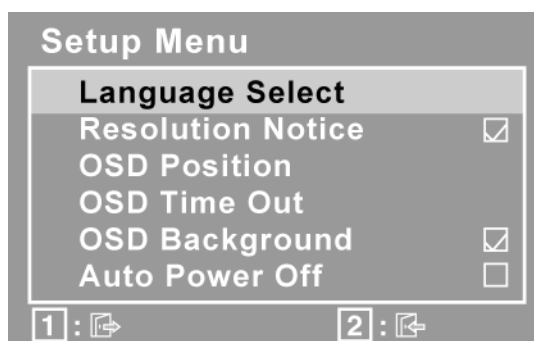 Setup Menu
Language Select
Resolution Notice
OSD Position
OSD Time Out
OSD Background
Auto Power Off
1 : 2 :